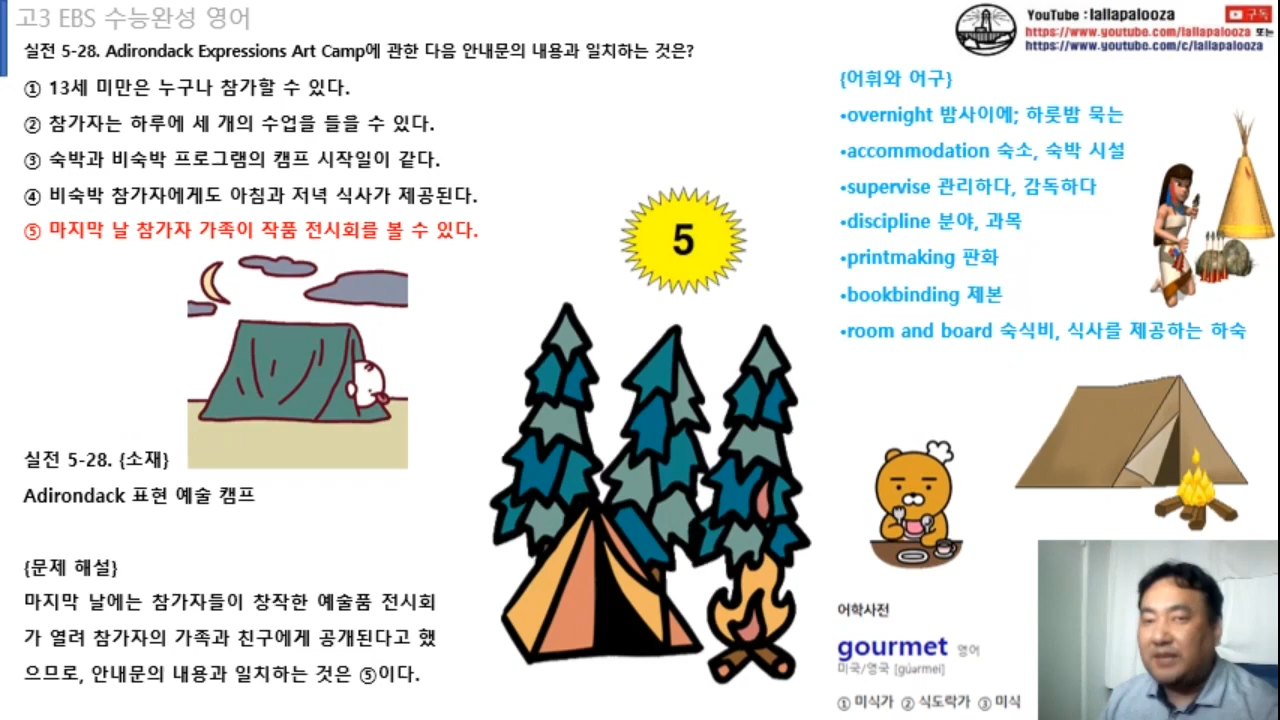 고3 EBS 수능완성 영어
실전 5-28. Adirondack Expressions Art Camp에 관한 다음 안내문의 내용과 일치하는 것은?
① 13세 미만은 누구나 참가할 수 있다.
② 참가자는 하루에 세 개의 수업을 들을 수 있다.
③ 숙박과 비숙박 프로그램의 캠프 시작일이 같다.
④ 비숙박 참가자에게도 아침과 저녁 식사가 제공된다.
⑤ 마지막 날 참가자 가족이 작품 전시회를 볼 수 있다.
5
실전 5-28. {소재}
Adirondack 표현 예술 캠프
{문제 해설}
마지막 날에는 참가자들이 창작한 예술품 전시회
가 열려 참가자의 가족과 친구에게 공개된다고 했
으므로, 안내문의 내용과 일치하는 것은 ⑤이다.
YouTube : lallapalooza
구독
https://www.youtube.com/lallapalooza 또는
https://www.youtube.com/c/lallapalooza
{어휘와 어구}
•overnight 밤사이에; 하룻밤 묵는
•accommodation 숙소, 숙박 시설
•supervise 관리하다, 감독하다
•discipline 분야, 과목
•printmaking 판화
•bookbinding 제본
•room and board 숙식비, 식사를 제공하는 하숙
어학사전
gourmet 영어
미국/영국 [gúərmei]
① 미식가 ② 식도락가 ③ 미식